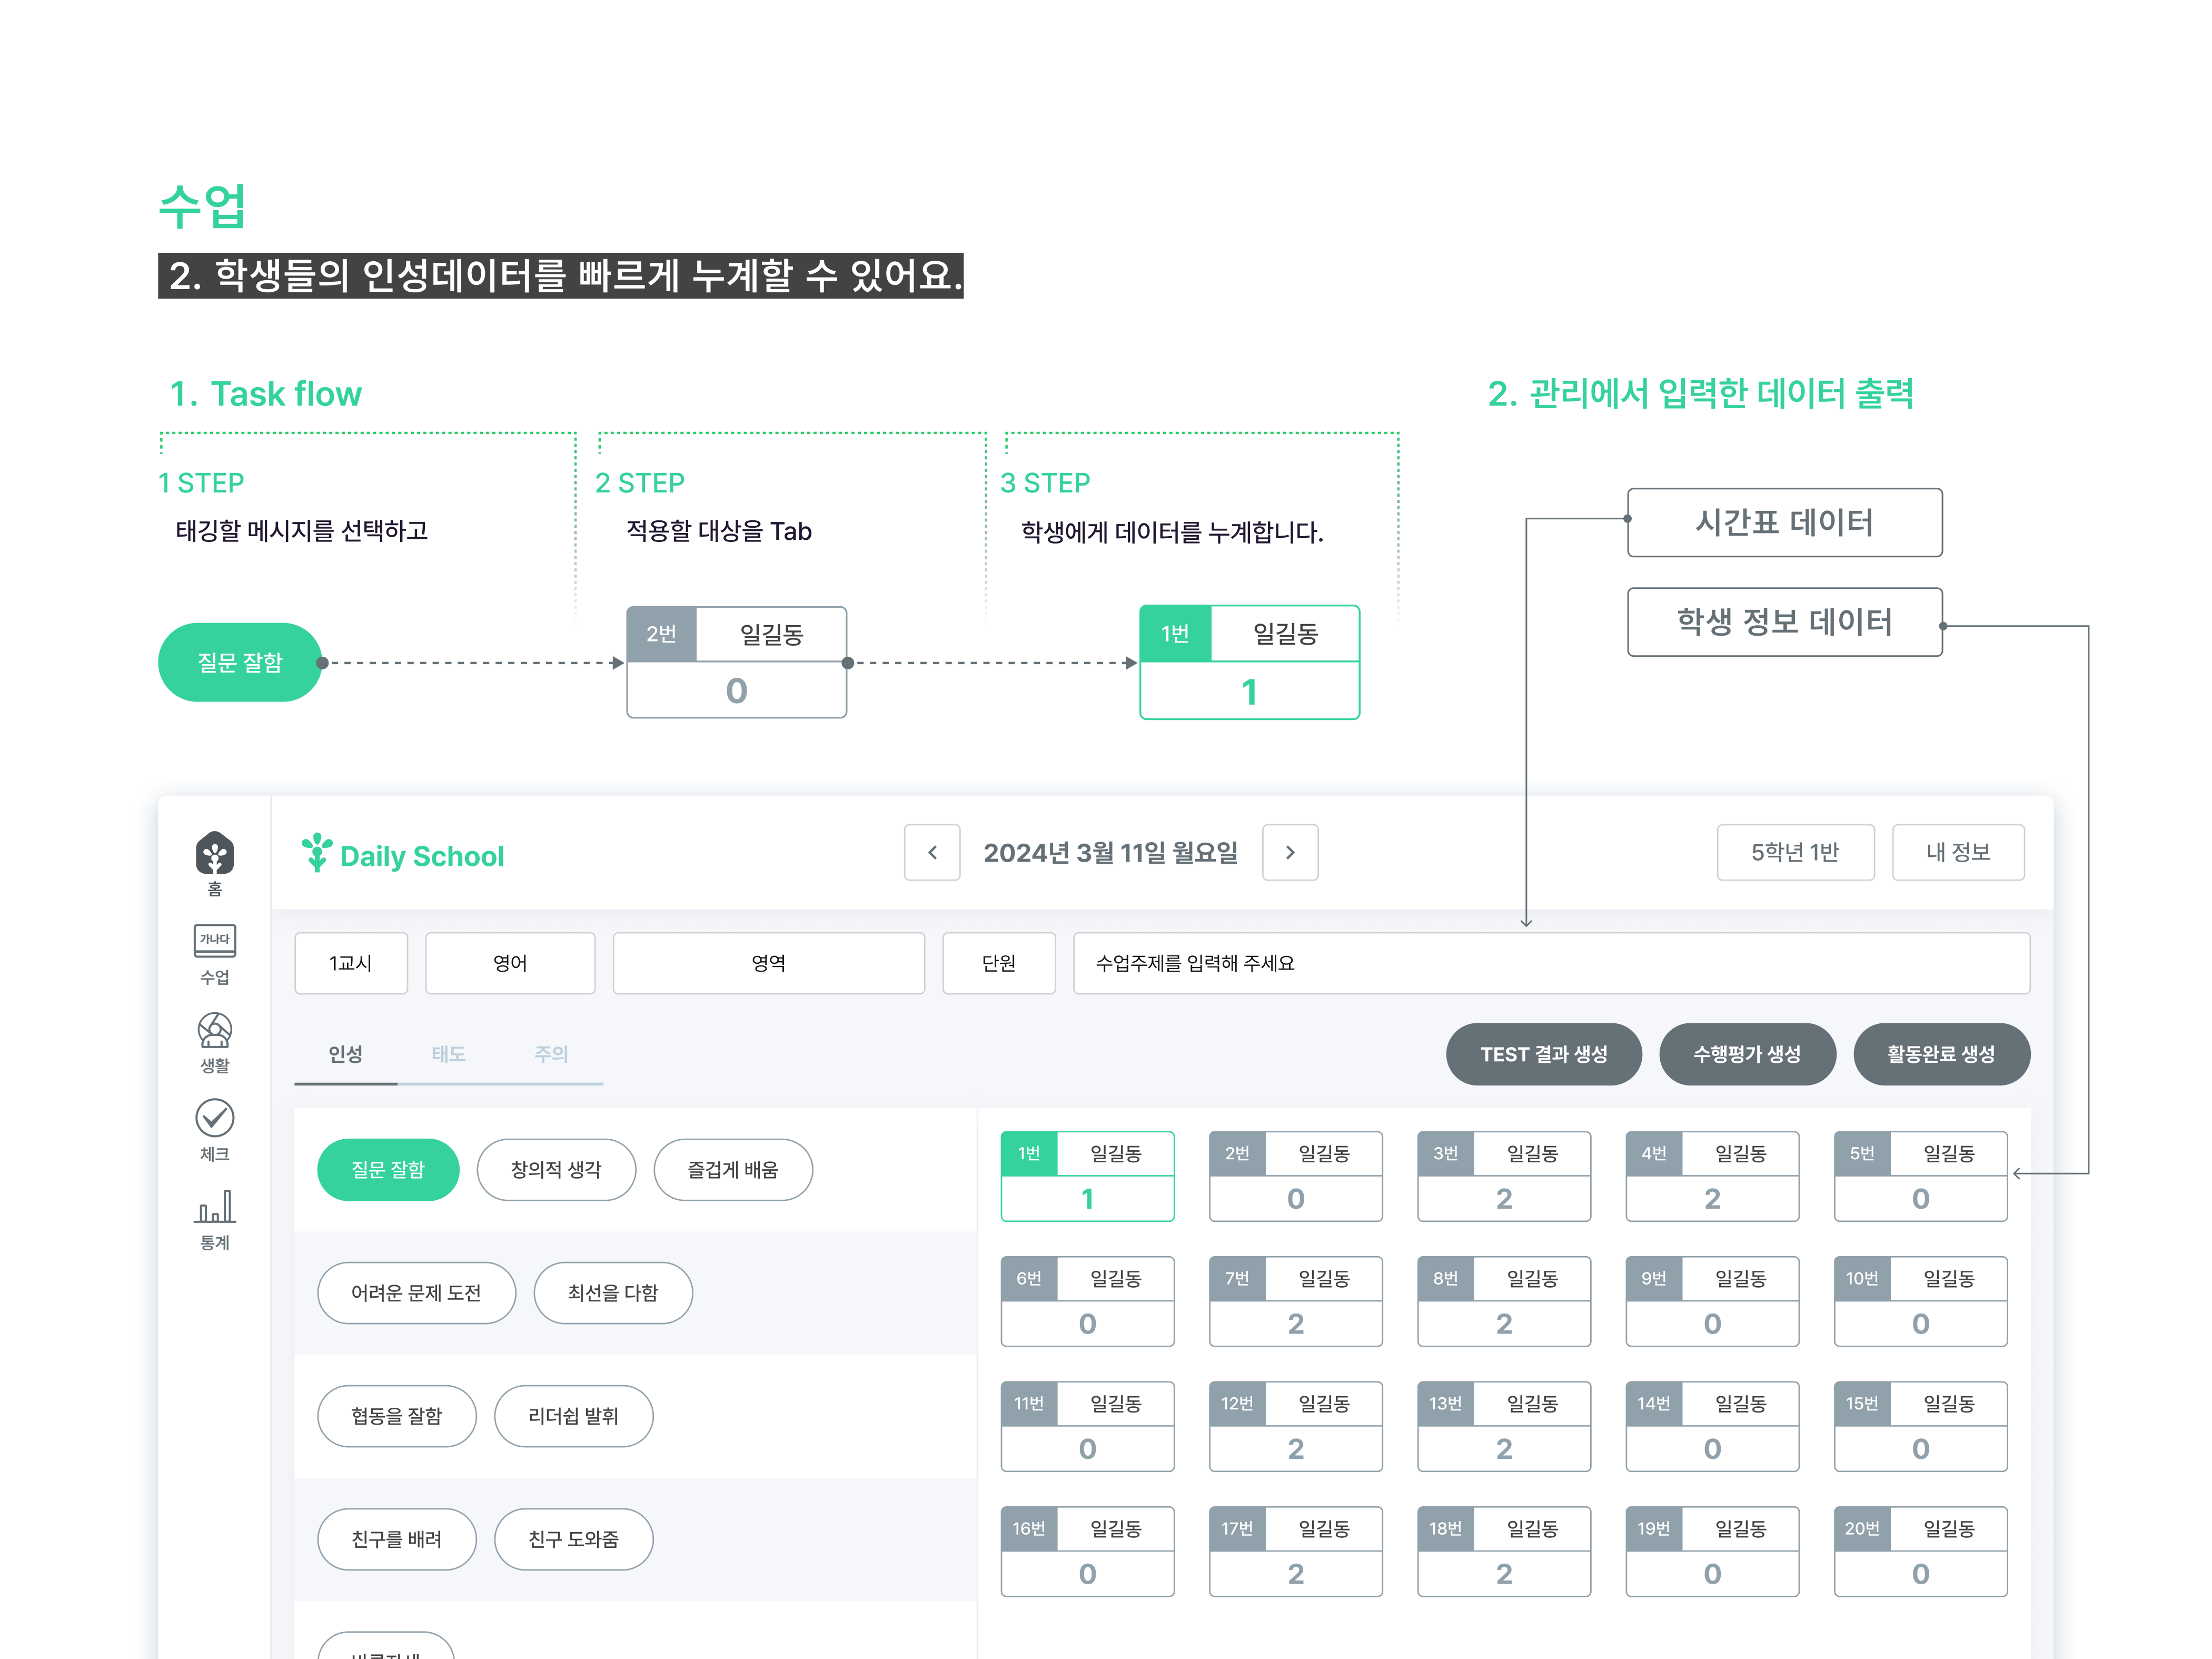 수업
2. 학생들의 인성데이터를 빠르게 누계할 수 있어요.
1. Task flow
2. 관리에서 입력한 데이터 출력
1 STEP
태깅할 메시지를 선택하고
2 STEP
적용할 대상을 Tab
3 STEP
학생에게 데이터를 누계합니다.
시간표 데이터
학생 정보 데이터
질문 잘함
2번 일길동
0
1번 일길동
1
홈
가나다
수업
생활
체크
통계
Daily School
2024년 3월 11일 월요일
5학년 1반
내 정보
1교시
영어
영역
단원
수업주제를 입력해 주세요
인성 태도 주의
TEST 결과 생성
수행평가 생성
활동완료 생성
질문 잘함 창의적 생각 즐겁게 배움
어려운 문제 도전 최선을 다함
협동을 잘함 리더쉽 발휘
친구를 배려 친구 도와줌
1번 일길동 2번 일길동 3번 일길동 4번 일길동 5번 일길동
1 0 2 2 0
6번 일길동 7번 일길동 8번 일길동 9번 일길동 10번 일길동
0 2 2 0 0
11번 일길동 12번 일길동 13번 일길동 14번 일길동 15번 일길동
0 2 2 0 0
16번 일길동 17번 일길동 18번 일길동 19번 일길동 20번 일길동
0 2 2 0 0